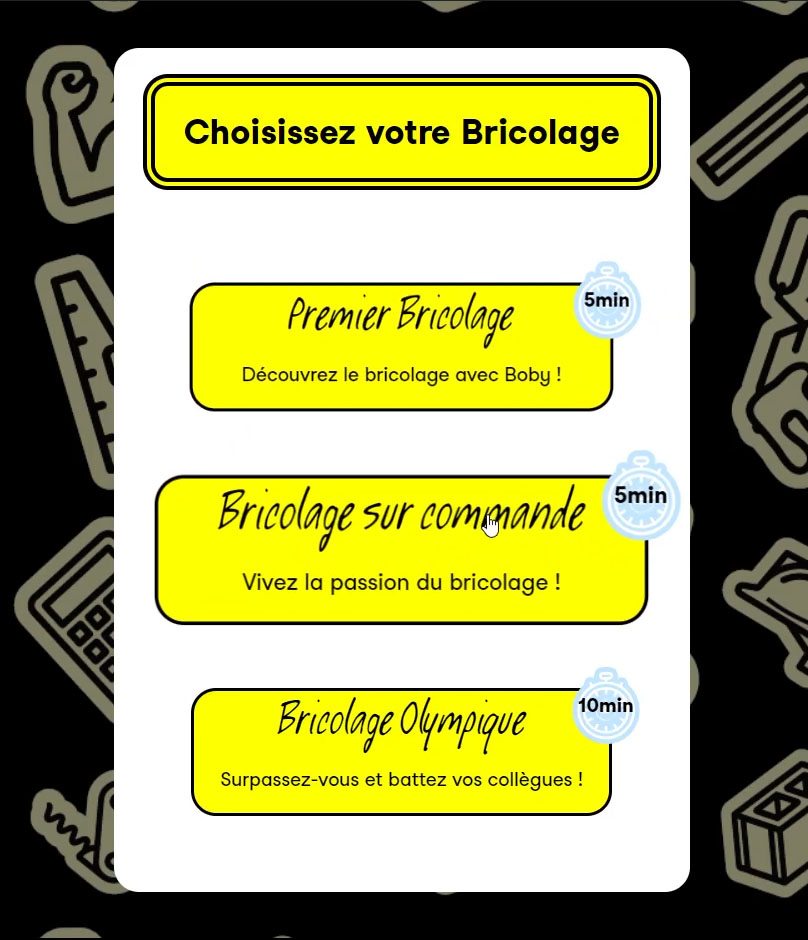 Choisissez votre Bricolage
Premier Bricolage
5min
Découvrez le bricolage avec Boby !
Bricolage sur commande
5min
Vivez la passion du bricolage !
Bricolage Olympique
10min
Surpassez-vous et battez vos collègues !